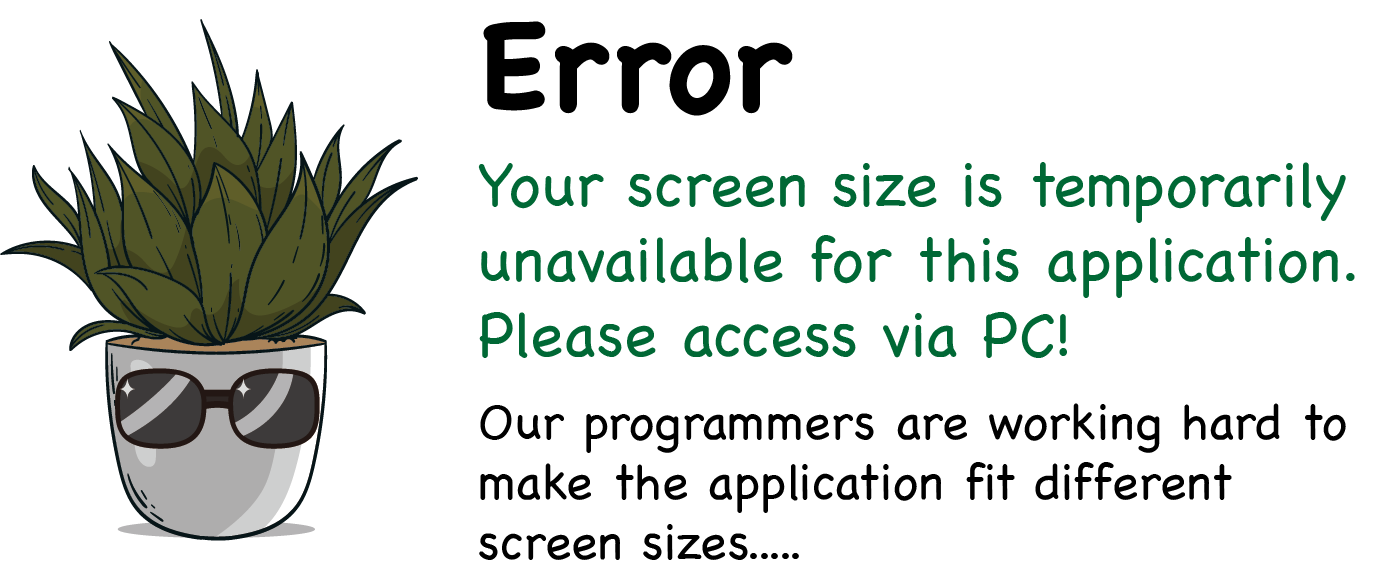 Error
Your screen size is temporarily
unavailable for this application.
Please access via PC!
Our programmers are working hard to
make the application fit different
screen sizes.....